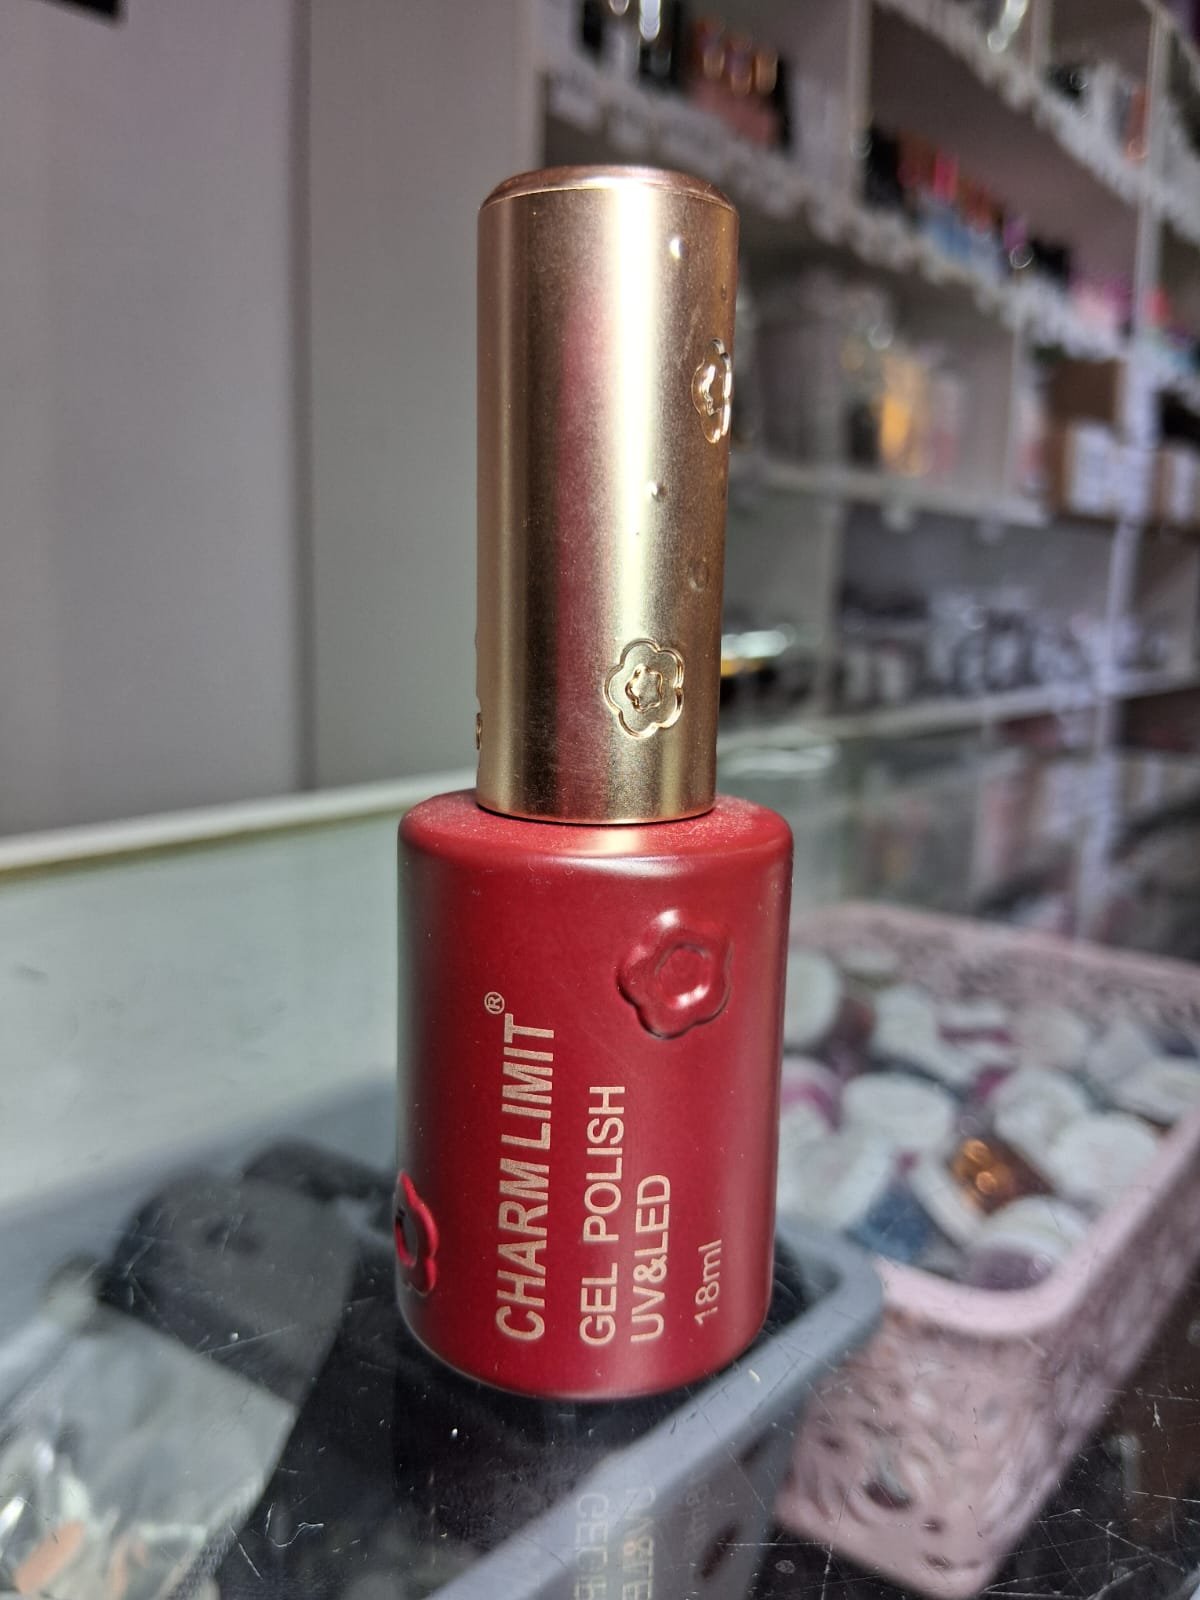 CHARM LIMIT®
GEL POLISH
UV&LED
18ml